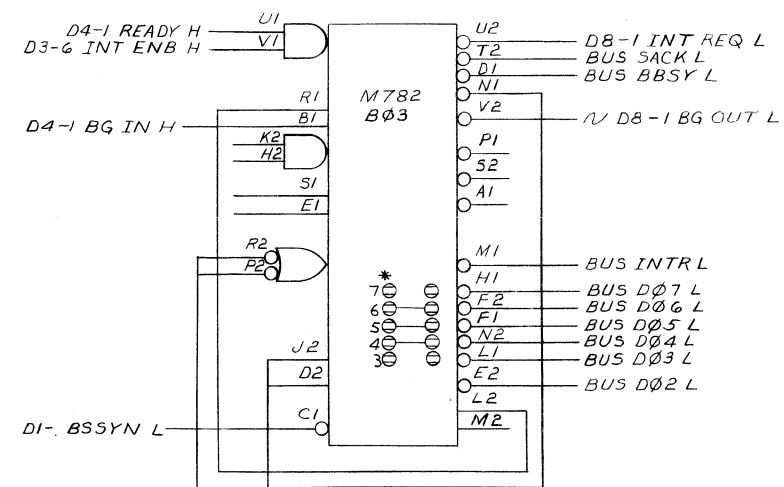 U1
D4-1 READY H
V1
D3-6 INT ENB H
R1
B1
D4-1 BG IN H
K2
H2
S1
E1
R2
P2
J2
D2
C1
D1-. BSSYN L
M782
BØ3
*
7
6
5
4
3
U2
D8-1 INT REQ L
T2
BUS SACK L
D1
BUS BBSY L
N1
V2
~ D8-1 BG OUT L
P1
S2
A1
M1
BUS INTR L
H1
BUS DØ7 L
F2
BUS DØ6 L
F1
BUS DØ5 L
N2
BUS DØ4 L
L1
BUS DØ3 L
E2
BUS DØ2 L
L2
M2